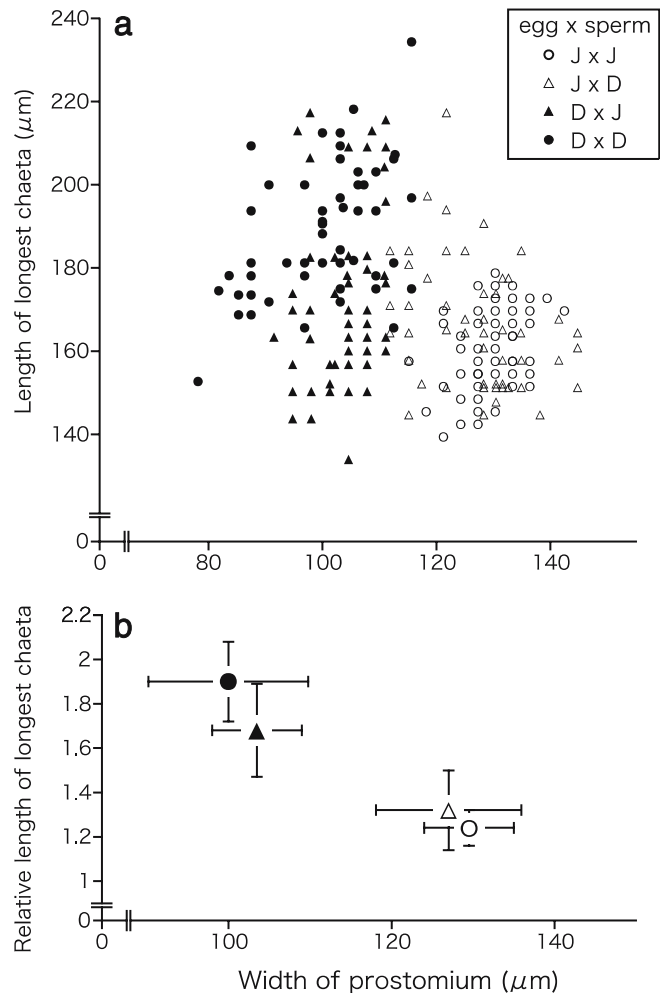 a
egg x sperm
J x J
J x D
D x J
D x D
Length of longest chaeta (μm)
240
220
200
180
160
140
0
0
80
100
120
140
b
Relative length of longest chaeta
2.2
2
1.8
1.6
1.4
1.2
1
0
0
100
120
140
Width of prostomium (μm)